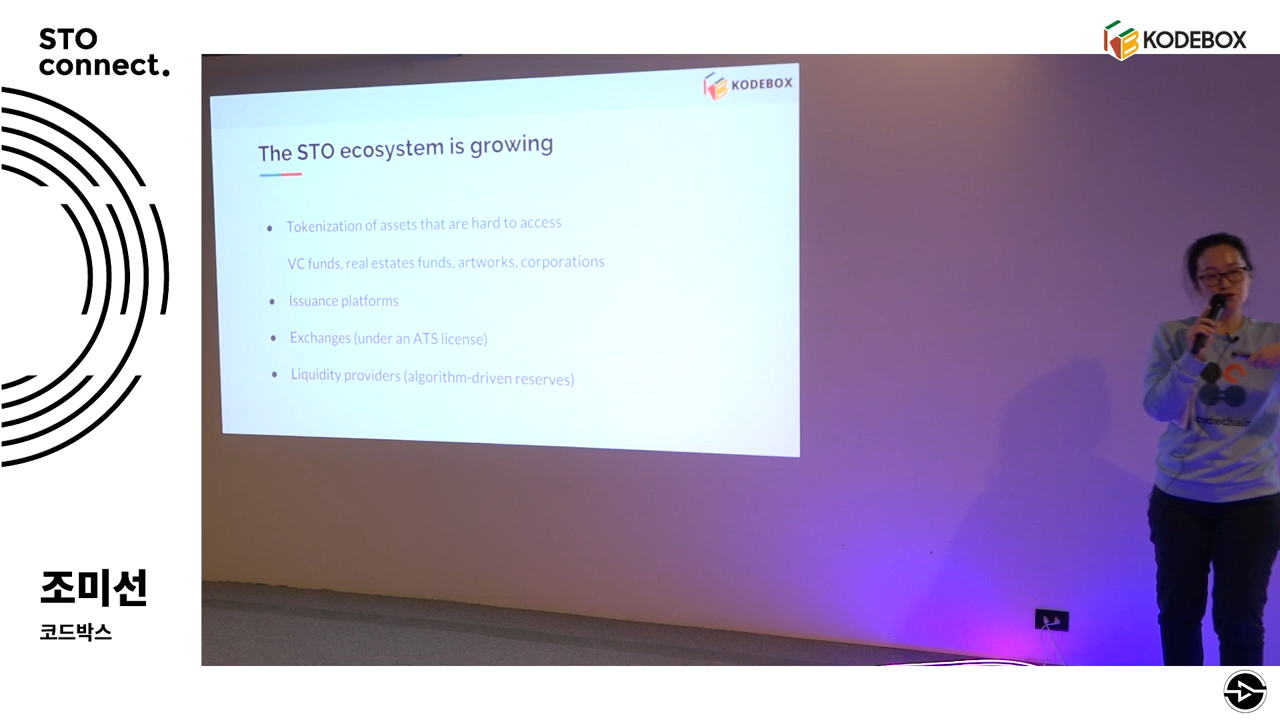 STO
connect.
KODEBOX
KODEBOX
The STO ecosystem is growing
• Tokenization of assets that are hard to access
VC funds, real estates funds, artworks, corporations
• Issuance platforms
• Exchanges (under an ATS license)
• Liquidity providers (algorithm-driven reserves)
조미선
코드박스